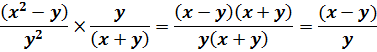 (x² − y)/y² × y/(x + y) = (x − y)(x + y)/y(x + y) = (x − y)/y